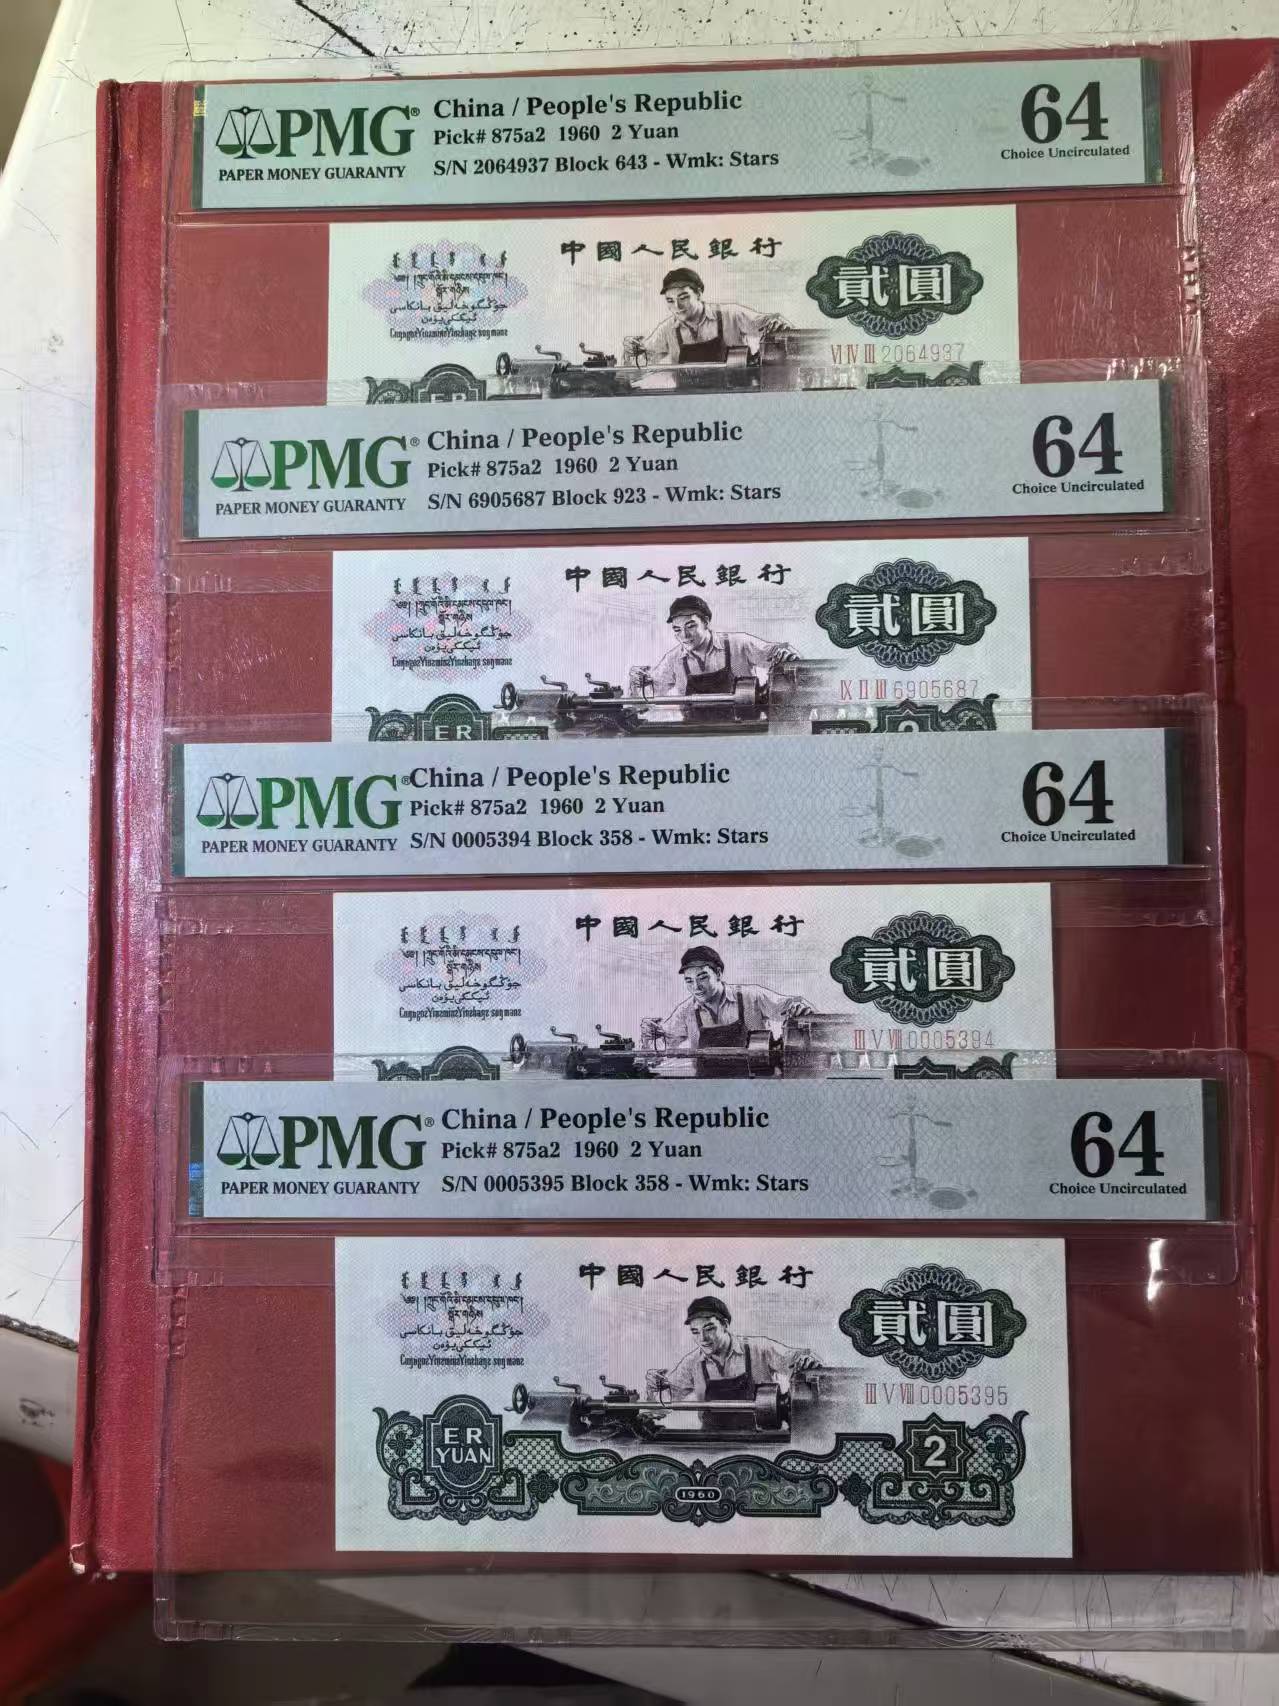 PMG®
PAPER MONEY GUARANTY
China / People's Republic
Pick# 875a2 1960 2 Yuan
S/N 2064937 Block 643 - Wmk: Stars
64
Choice Uncirculated
中國人民銀行
貳圓
VI IV III 2064937
PMG®
PAPER MONEY GUARANTY
China / People's Republic
Pick# 875a2 1960 2 Yuan
S/N 6905687 Block 923 - Wmk: Stars
64
Choice Uncirculated
中國人民銀行
貳圓
IX II III 6905687
ER
2
PMG®
PAPER MONEY GUARANTY
China / People's Republic
Pick# 875a2 1960 2 Yuan
S/N 0005394 Block 358 - Wmk: Stars
64
Choice Uncirculated
中國人民銀行
貳圓
III V VIII 0005394
PMG®
PAPER MONEY GUARANTY
China / People's Republic
Pick# 875a2 1960 2 Yuan
S/N 0005395 Block 358 - Wmk: Stars
64
Choice Uncirculated
中國人民銀行
貳圓
III V VIII 0005395
ER
YUAN
2
1960